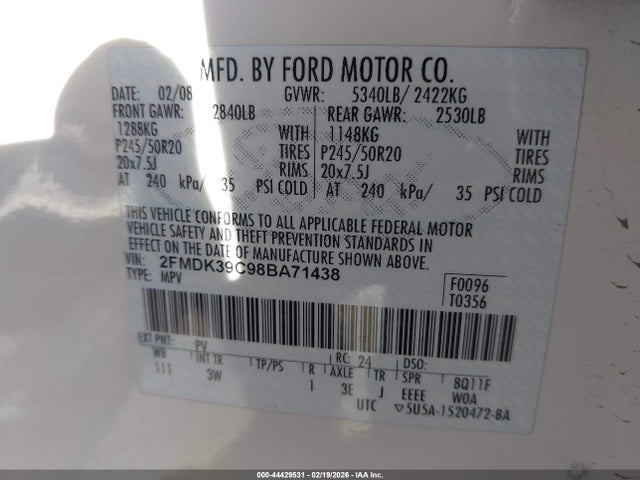 MFD. BY FORD MOTOR CO.
DATE: 02/08 GVWR: 5340LB/ 2422KG
FRONT GAWR: 2840LB REAR GAWR: 2530LB
1288KG WITH 1148KG WITH
P245/50R20 TIRES P245/50R20 TIRES
20x7.5J RIMS 20x7.5J RIMS
AT 240 kPa/ 35 PSI COLD AT 240 kPa/ 35 PSI COLD
THIS VEHICLE CONFORMS TO ALL APPLICABLE FEDERAL MOTOR
VEHICLE SAFETY AND THEFT PREVENTION STANDARDS IN
EFFECT ON THE DATE OF MANUFACTURE SHOWN ABOVE.
VIN: 2FMDK39C98BA71438 F0096
TYPE: MPV T0356
EXT PNT: PV RC: 24 DSO:
WB INT TR TP/PS R AXLE TR SPR 8Q11F
111 3W 1 3E J EEEE W0A
UTC 5U5A-1520472-BA
000-44429531 - 02/19/2026 - IAA Inc.